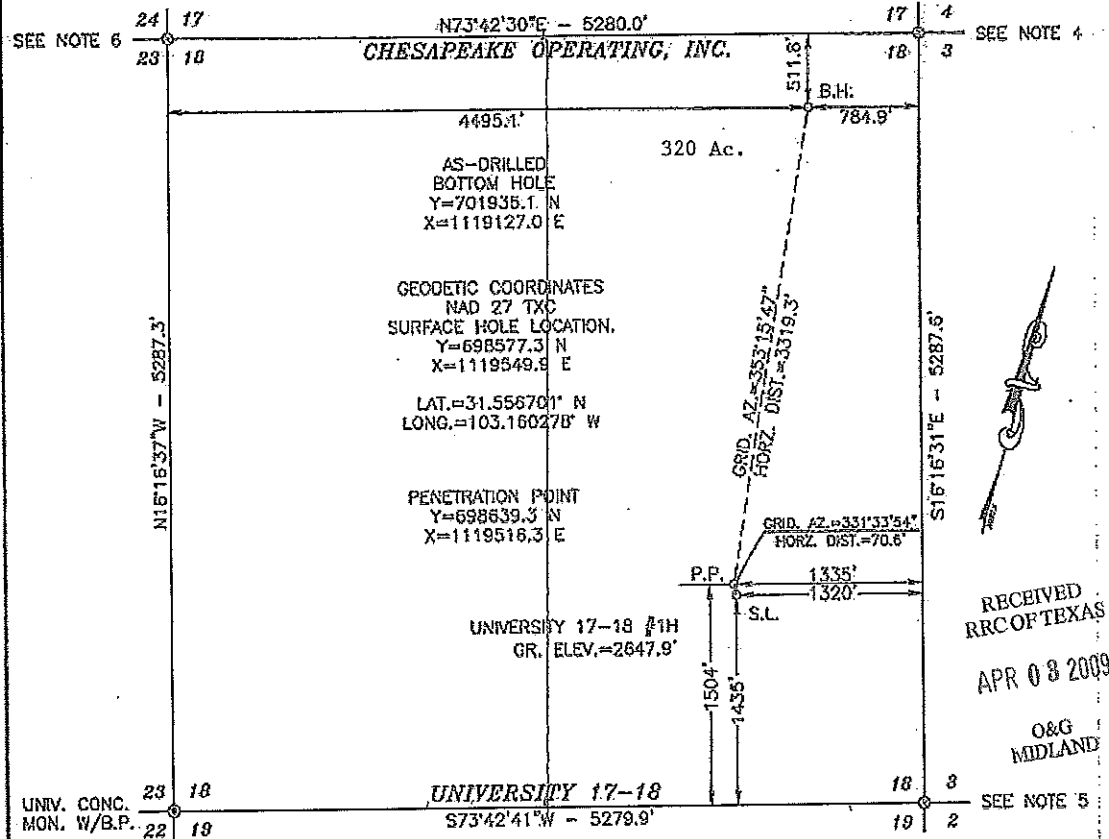 24 17
N73°42'30"E - 5280.0'
17 4
SEE NOTE 6
SEE NOTE 4
23 18
CHESAPEAKE OPERATING, INC.
18 3
511.8'
B.H.
4495.1'
784.9'
320 Ac.
AS-DRILLED
BOTTOM HOLE
Y=701935.1 N
X=1119127.0 E
GEODETIC COORDINATES
NAD 27 TXC
SURFACE HOLE LOCATION.
Y=698577.3 N
X=1119549.9 E
LAT.=31.556701° N
LONG.=103.160278° W
PENETRATION POINT
Y=698639.3 N
X=1119516.3 E
N16°16'37"W - 5287.3'
GRID. AZ.=353°15'47"
HORZ. DIST.=3319.3'
S16°16'31"E - 5287.6'
GRID. AZ.=331°33'54"
HORZ. DIST.=70.6'
P.P.
1335'
1320'
S.L.
UNIVERSITY 17-18 #1H
GR. ELEV.=2647.9'
1504'
1435'
RECEIVED
RRC OF TEXAS
APR 03 2009
O&G
MIDLAND
23 18
UNIVERSITY 17-18
18 3
UNIV. CONC.
MON. W/B.P.
SEE NOTE 5
22 19
S73°42'41"W - 5279.9'
19 2